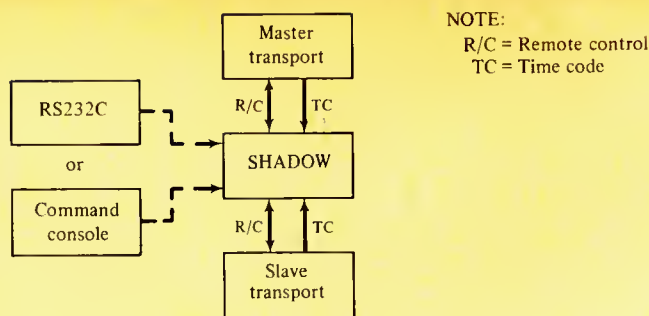 NOTE:
R/C = Remote control
TC = Time code
Master
transport
R/C
TC
RS232C
or
SHADOW
Command
console
R/C
TC
Slave
transport